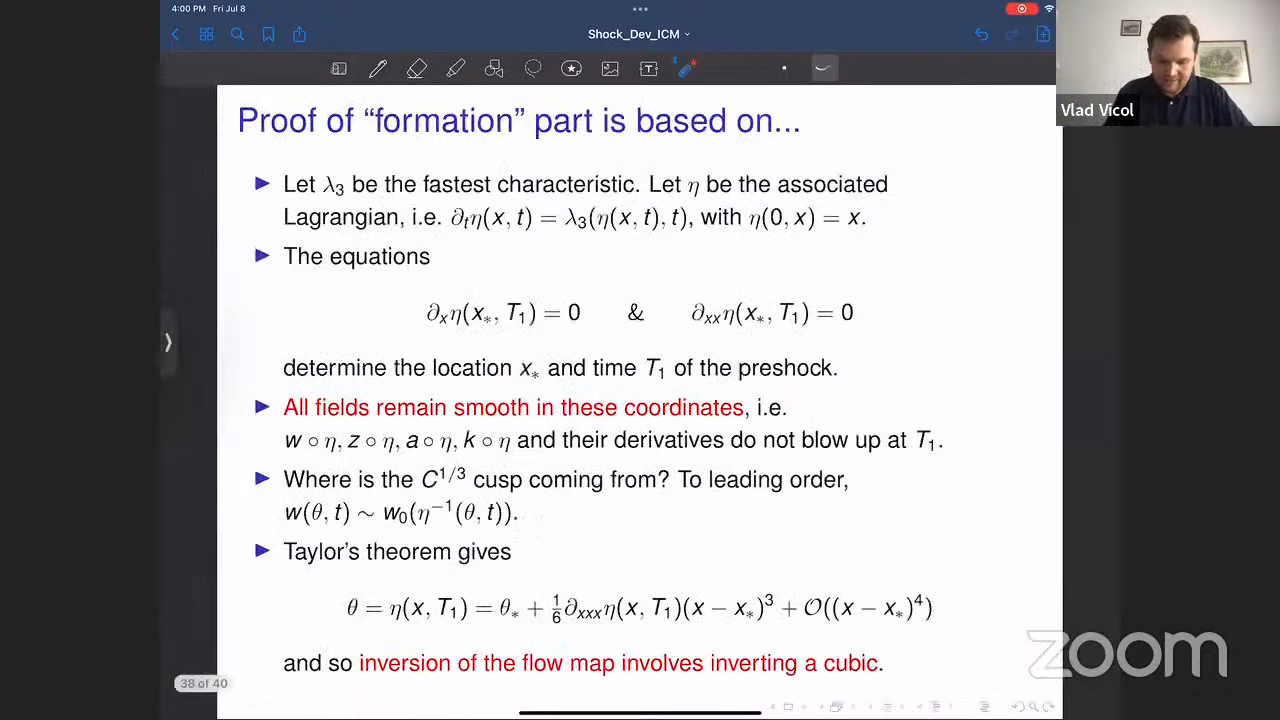 4:00 PM Fri Jul 8
Shock_Dev_ICM
Vlad Vicol
Proof of “formation” part is based on...
Let λ₃ be the fastest characteristic. Let η be the associated
Lagrangian, i.e. ∂ₜη(x, t) = λ₃(η(x, t), t), with η(0, x) = x.
The equations
∂ₓη(x∗, T₁) = 0 & ∂ₓₓη(x∗, T₁) = 0
determine the location x∗ and time T₁ of the preshock.
All fields remain smooth in these coordinates, i.e.
w ∘ η, z ∘ η, a ∘ η, k ∘ η and their derivatives do not blow up at T₁.
Where is the C^{1/3} cusp coming from? To leading order,
w(θ, t) ∼ w₀(η⁻¹(θ, t)).
Taylor's theorem gives
θ = η(x, T₁) = θ∗ + 1/6 ∂ₓₓₓη(x, T₁)(x − x∗)³ + O((x − x∗)⁴)
and so inversion of the flow map involves inverting a cubic.
38 of 40
zoom